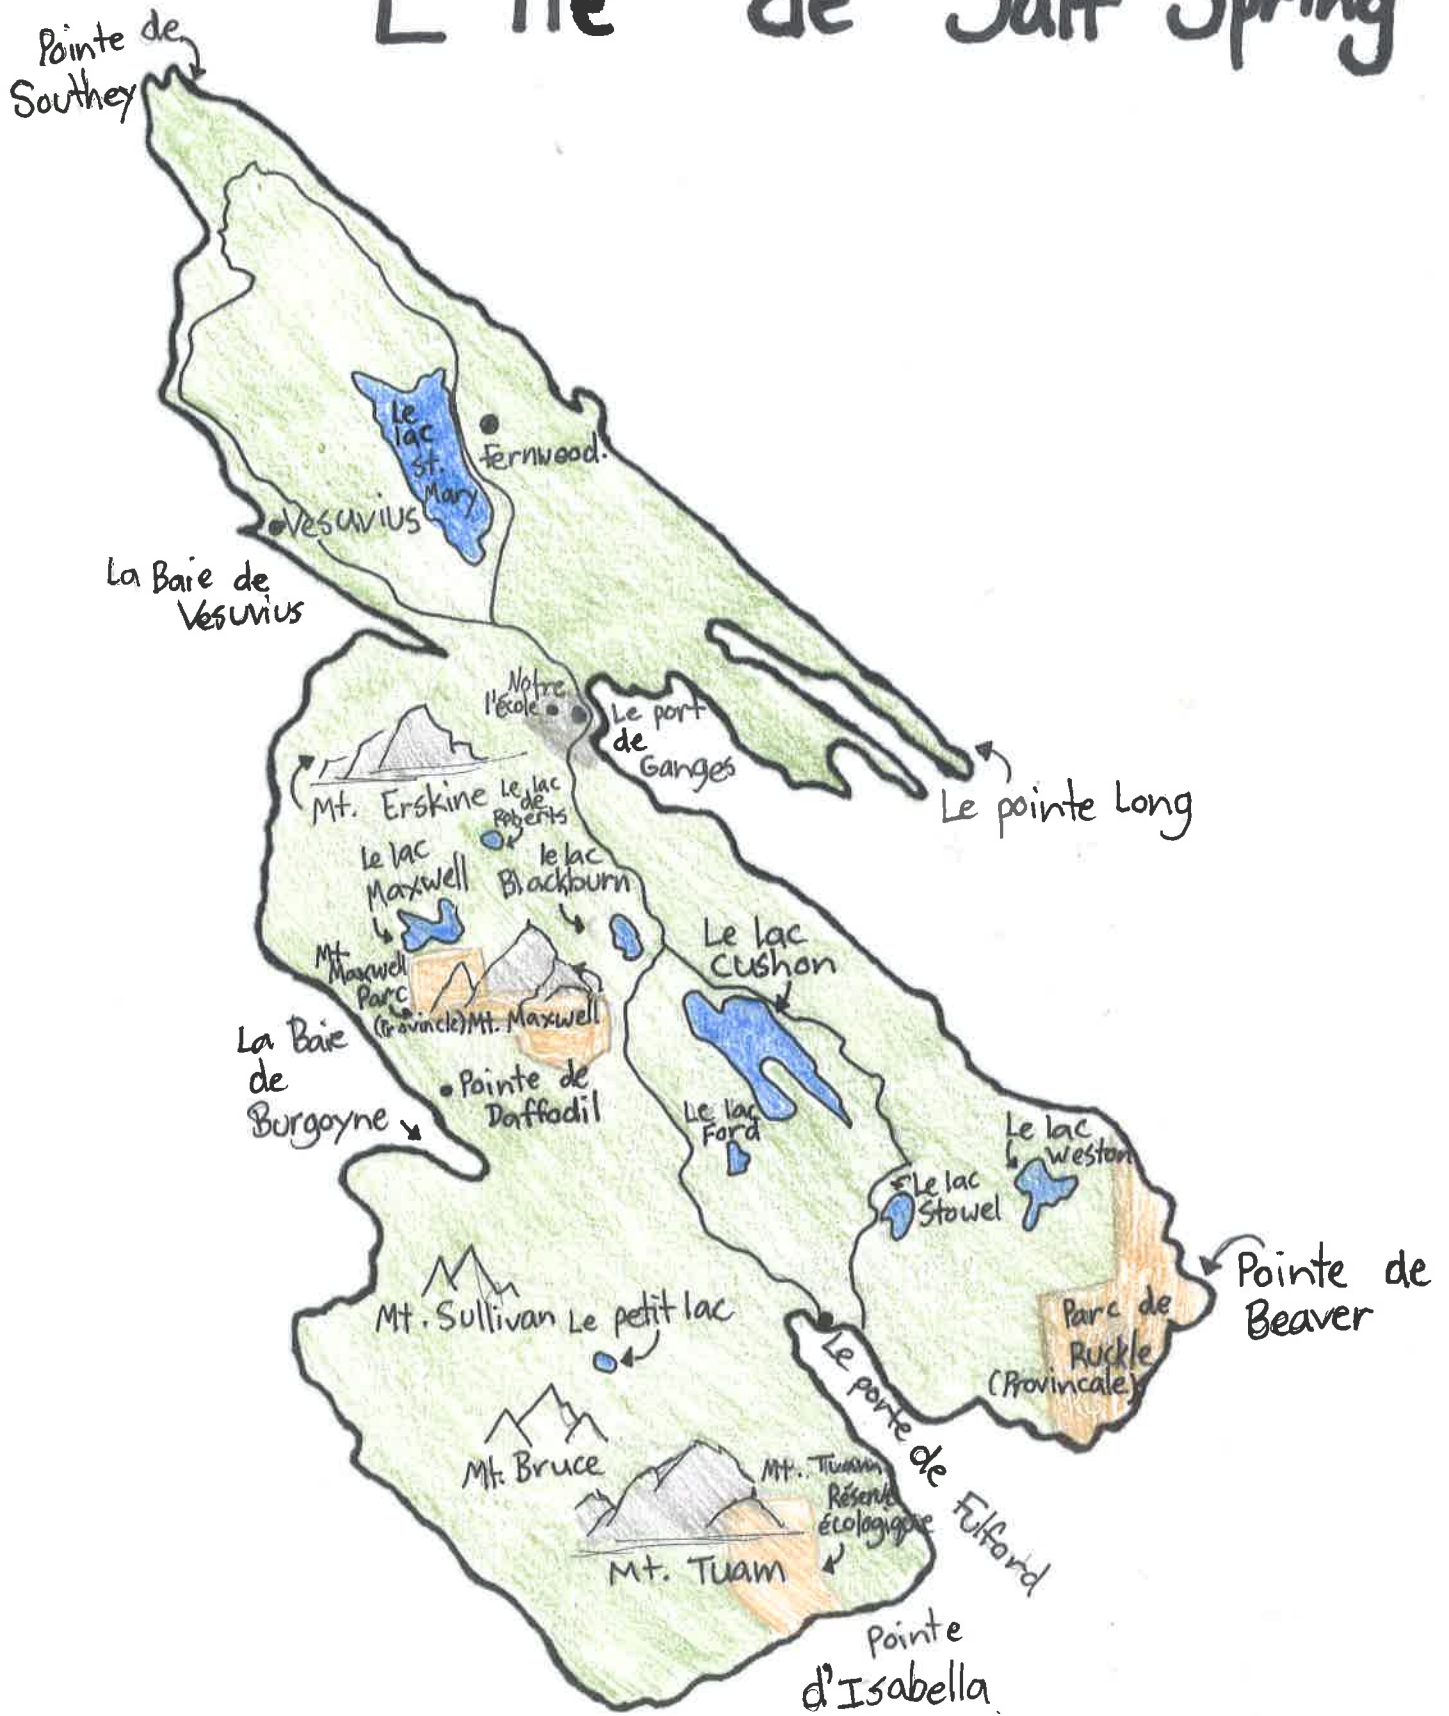 L'île de Salt Spring
Pointe de
Southey
Le
lac
st.
Mary
fernwood.
Vesuvius
La Baie de
Vesuvius
Notre
l'école
Le port
de
Ganges
Le pointe Long
Mt. Erskine
Le lac
de
Roberts
Le lac
Maxwell
le lac
Blackburn
Le lac
Cushon
Mt.
Maxwell
Parc
(Provincle)
Mt. Maxwell
La Baie
de
Burgoyne
Pointe de
Daffodil
Le lac
Ford
Le lac
Weston
Le lac
Stowel
Pointe de
Beaver
Parc de
Ruckle
(Provincale)
Mt. Sullivan
Le petit lac
Le porte de Fulford
Mt. Bruce
Mt. Tuam
Réserve
écologique
Mt. Tuam
Pointe
d'Isabella